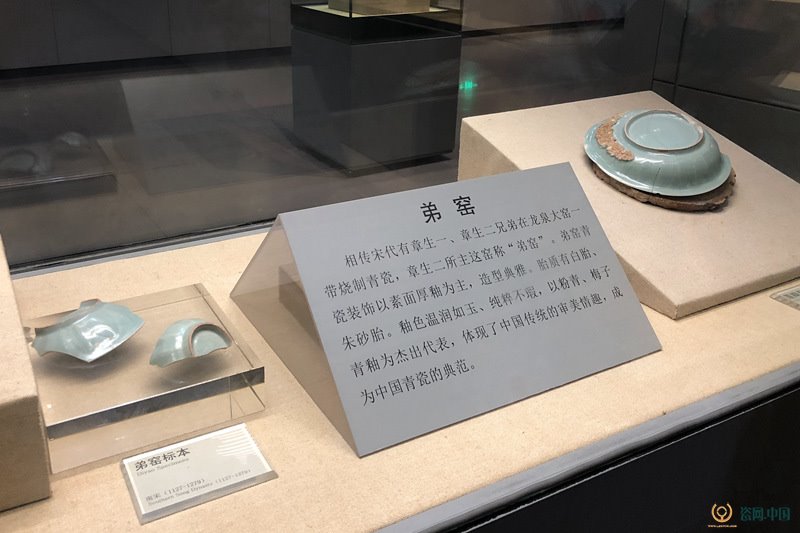 弟窑
相传宋代有章生一、章生二兄弟在龙泉大窑一
带烧制青瓷，章生二所主这窑称“弟窑”。弟窑青
瓷装饰以素面厚釉为主，造型典雅。胎质有白胎、
朱砂胎。釉色温润如玉、纯粹不瑕，以粉青、梅子
青釉为杰出代表，体现了中国传统的审美情趣，成
为中国青瓷的典范。
弟窑标本
Diyao Specimens
南宋（1127-1279）
Southern Song Dynasty (1127-1279)
瓷网.中国